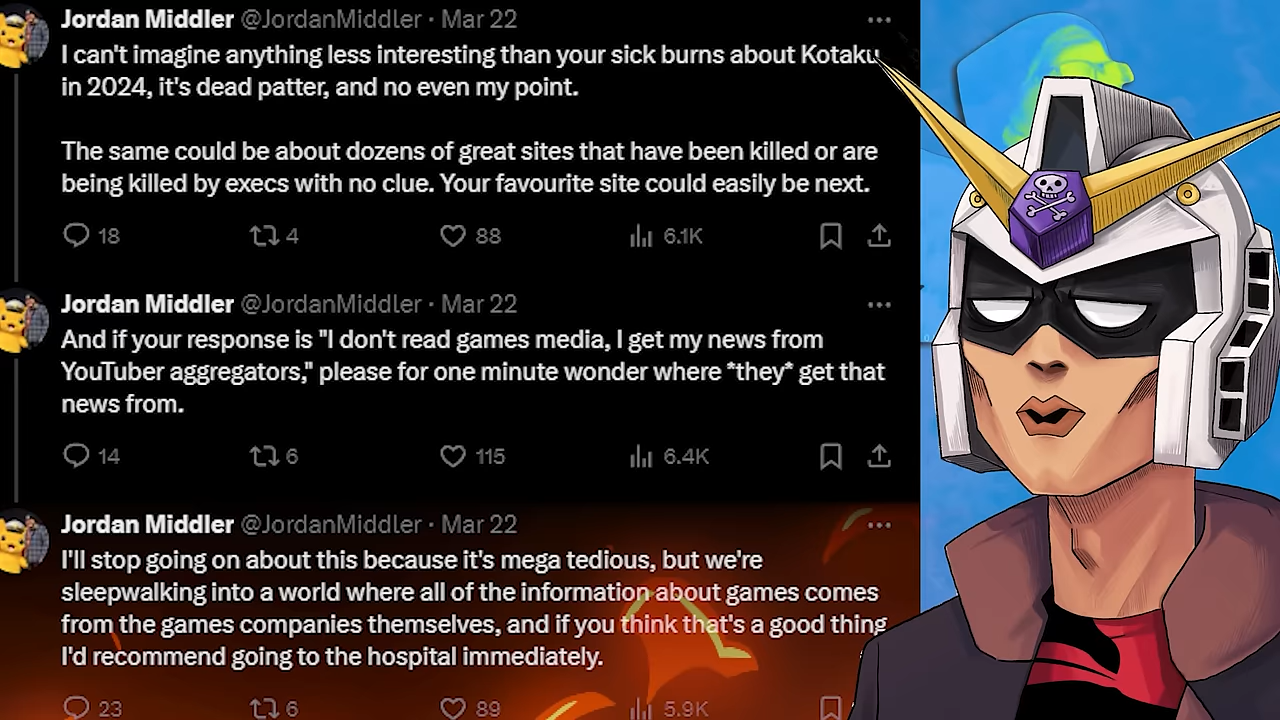 Jordan Middler @JordanMiddler · Mar 22
I can't imagine anything less interesting than your sick burns about Kotaku
in 2024, it's dead patter, and no even my point.
The same could be about dozens of great sites that have been killed or are
being killed by execs with no clue. Your favourite site could easily be next.
18 4 88 6.1K
Jordan Middler @JordanMiddler · Mar 22
And if your response is "I don't read games media, I get my news from
YouTuber aggregators," please for one minute wonder where *they* get that
news from.
14 6 115 6.4K
Jordan Middler @JordanMiddler · Mar 22
I'll stop going on about this because it's mega tedious, but we're
sleepwalking into a world where all of the information about games comes
from the games companies themselves, and if you think that's a good thing
I'd recommend going to the hospital immediately.
23 6 89 5.9K